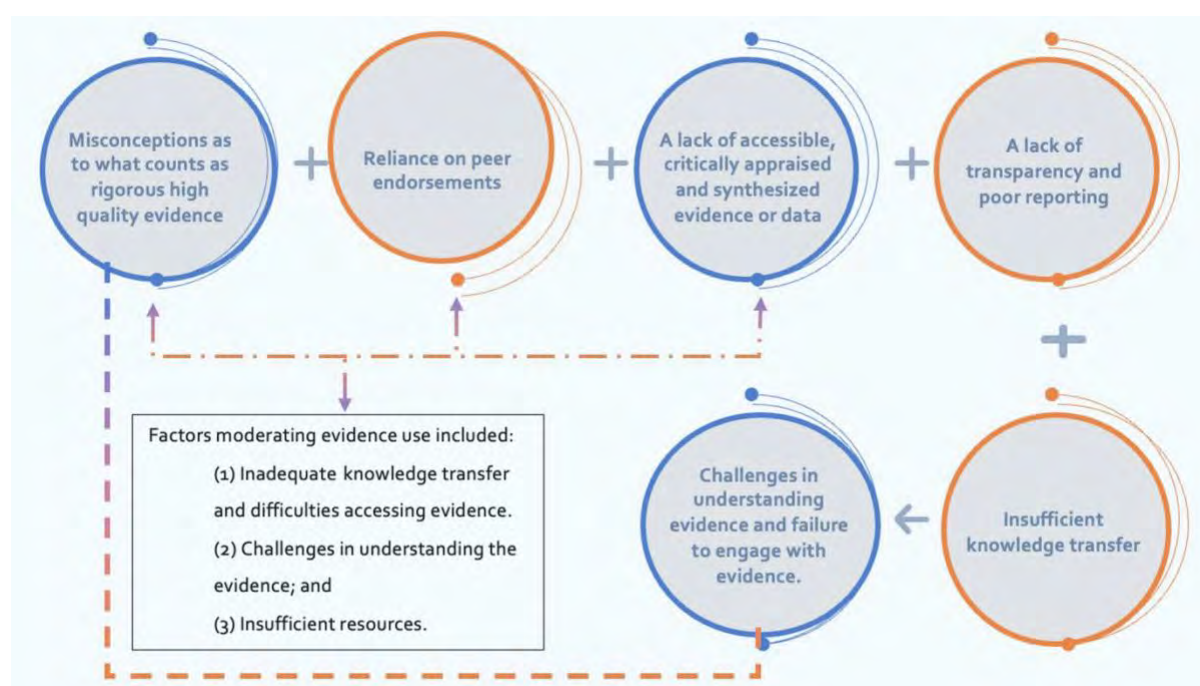 Misconceptions as
to what counts as
rigorous high
quality evidence
+
Reliance on peer
endorsements
+
A lack of accessible,
critically appraised
and synthesized
evidence or data
+
A lack of
transparency and
poor reporting
+
Factors moderating evidence use included:
(1) Inadequate knowledge transfer
and difficulties accessing evidence.
(2) Challenges in understanding the
evidence; and
(3) Insufficient resources.
Challenges in
understanding
evidence and failure
to engage with
evidence.
Insufficient
knowledge transfer